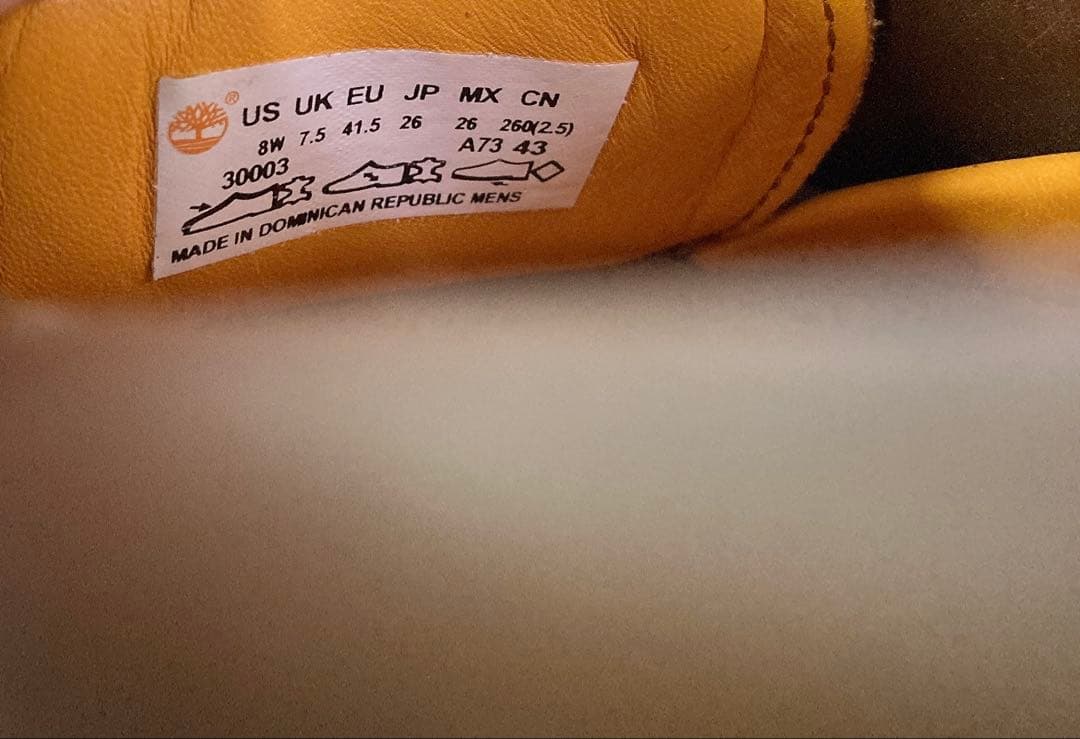 ® US UK EU JP MX CN
8W 7.5 41.5 26 26 260(2.5)
30003 A73 43
MADE IN DOMINICAN REPUBLIC MENS